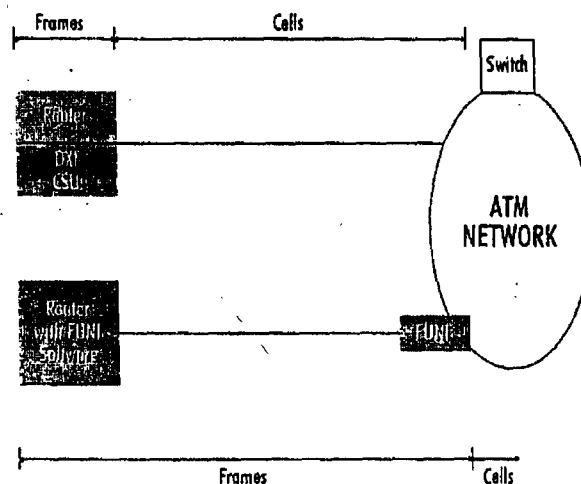 Frames Cells
Switch
Router
DXI
CSU
ATM
NETWORK
Router
with FUNI
Software
FUNI
Frames Cells